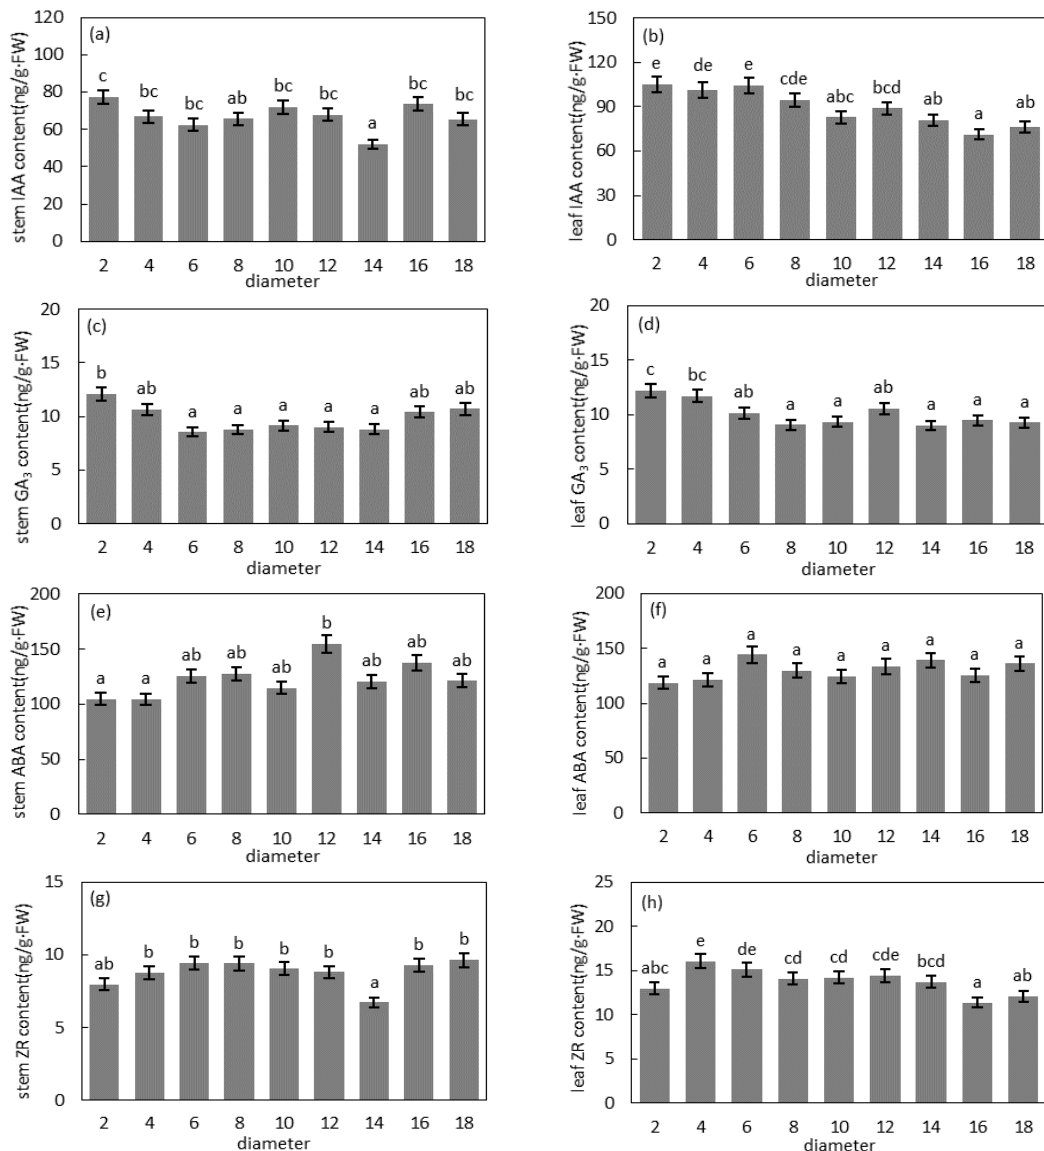 (a)
stem IAA content(ng/g·FW)
120
100
80
60
40
20
0
c bc bc ab bc bc a bc bc
2 4 6 8 10 12 14 16 18
diameter
(b)
leaf IAA content(ng/g·FW)
150
120
90
60
30
0
e de e cde abc bcd ab a ab
2 4 6 8 10 12 14 16 18
diameter
(c)
stem GA3 content(ng/g·FW)
20
15
10
5
0
b ab a a a a a ab ab
2 4 6 8 10 12 14 16 18
diameter
(d)
leaf GA3 content(ng/g·FW)
20
15
10
5
0
c bc ab a a ab a a a
2 4 6 8 10 12 14 16 18
diameter
(e)
stem ABA content(ng/g·FW)
200
150
100
50
0
a a ab ab ab b ab ab ab
2 4 6 8 10 12 14 16 18
diameter
(f)
leaf ABA content(ng/g·FW)
200
150
100
50
0
a a a a a a a a a
2 4 6 8 10 12 14 16 18
diameter
(g)
stem ZR content(ng/g·FW)
15
10
5
0
ab b b b b b a b b
2 4 6 8 10 12 14 16 18
diameter
(h)
leaf ZR content(ng/g·FW)
25
20
15
10
5
0
abc e de cd cd cde bcd a ab
2 4 6 8 10 12 14 16 18
diameter